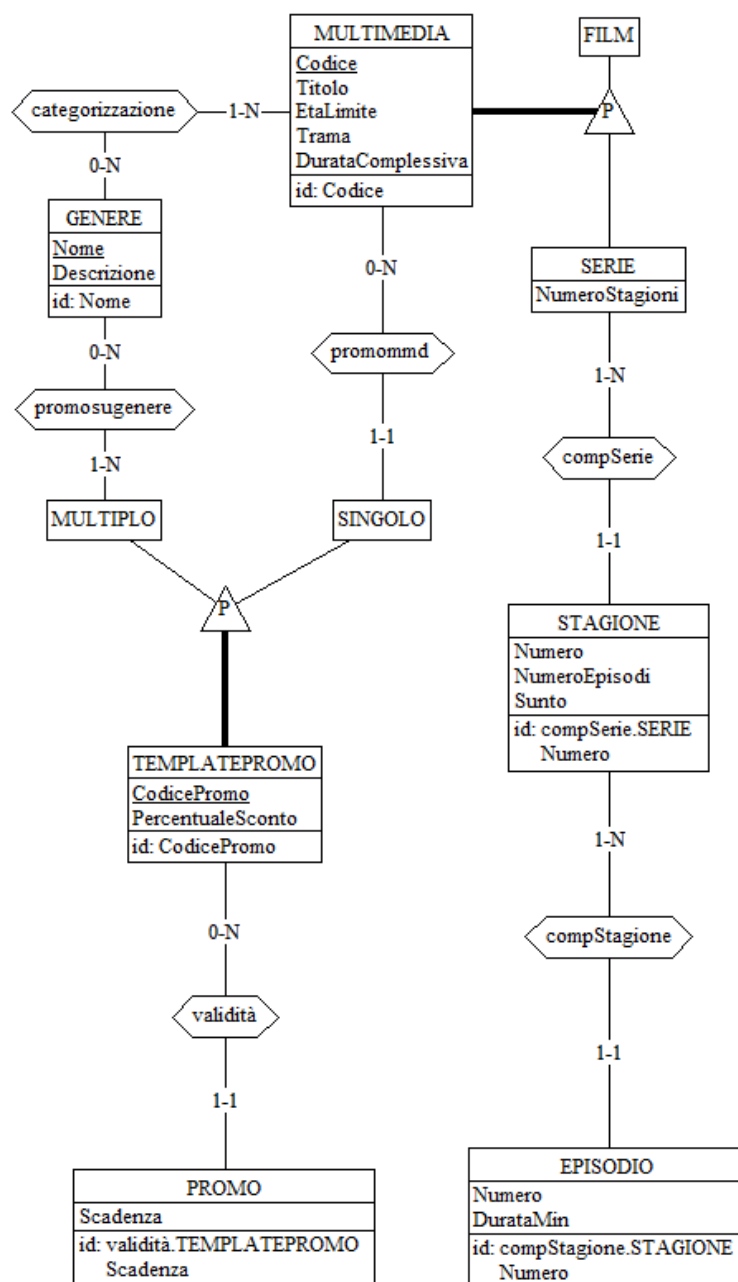 MULTIMEDIA
Codice
Titolo
EtaLimite
Trama
DurataComplessiva
id: Codice
FILM
P
categorizzazione
1-N
0-N
GENERE
Nome
Descrizione
id: Nome
0-N
SERIE
NumeroStagioni
0-N
promommd
1-N
promosugenere
1-N
1-1
compSerie
MULTIPLO
SINGOLO
1-1
P
STAGIONE
Numero
NumeroEpisodi
Sunto
id: compSerie.SERIE
Numero
TEMPLATEPROMO
CodicePromo
PercentualeSconto
id: CodicePromo
1-N
0-N
compStagione
validità
1-1
1-1
PROMO
Scadenza
id: validità.TEMPLATEPROMO
Scadenza
EPISODIO
Numero
DurataMin
id: compStagione.STAGIONE
Numero